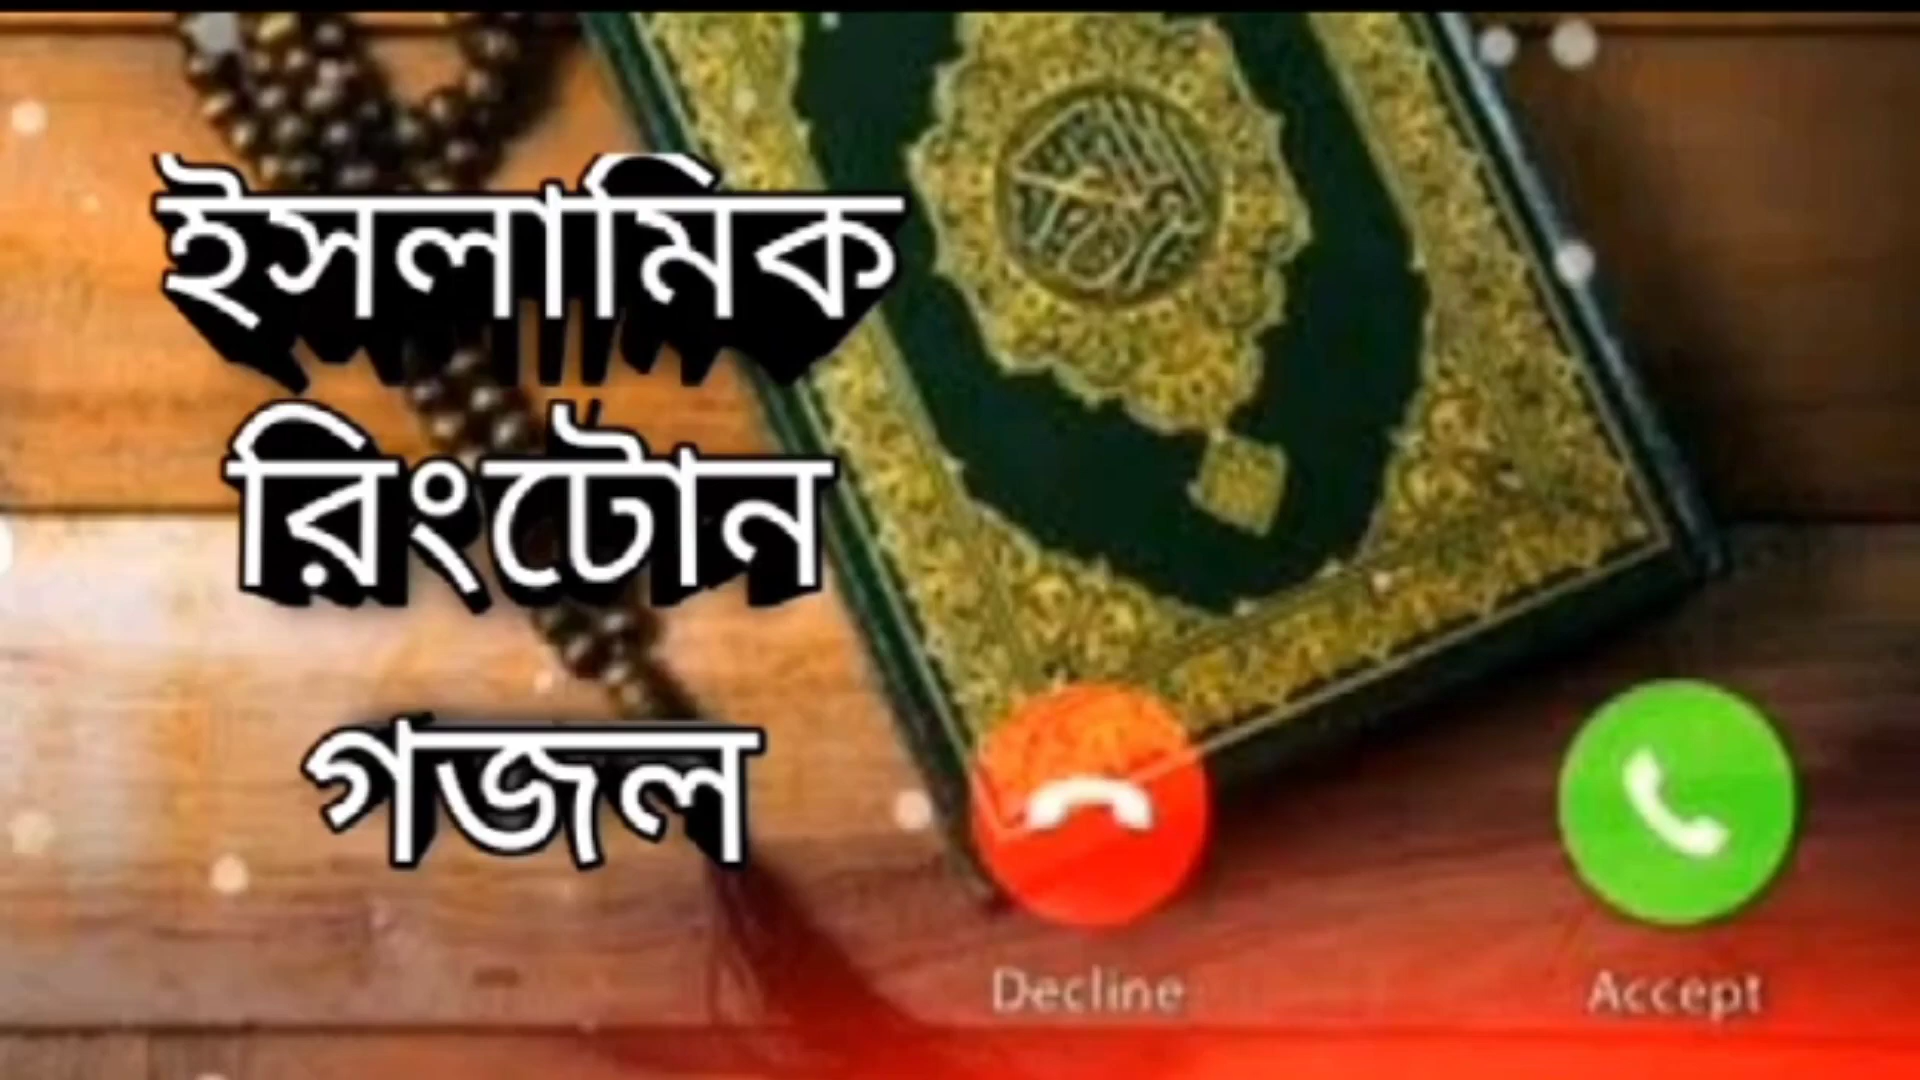 ইসলামিক
রিংটোন
গজল
Decline
Accept